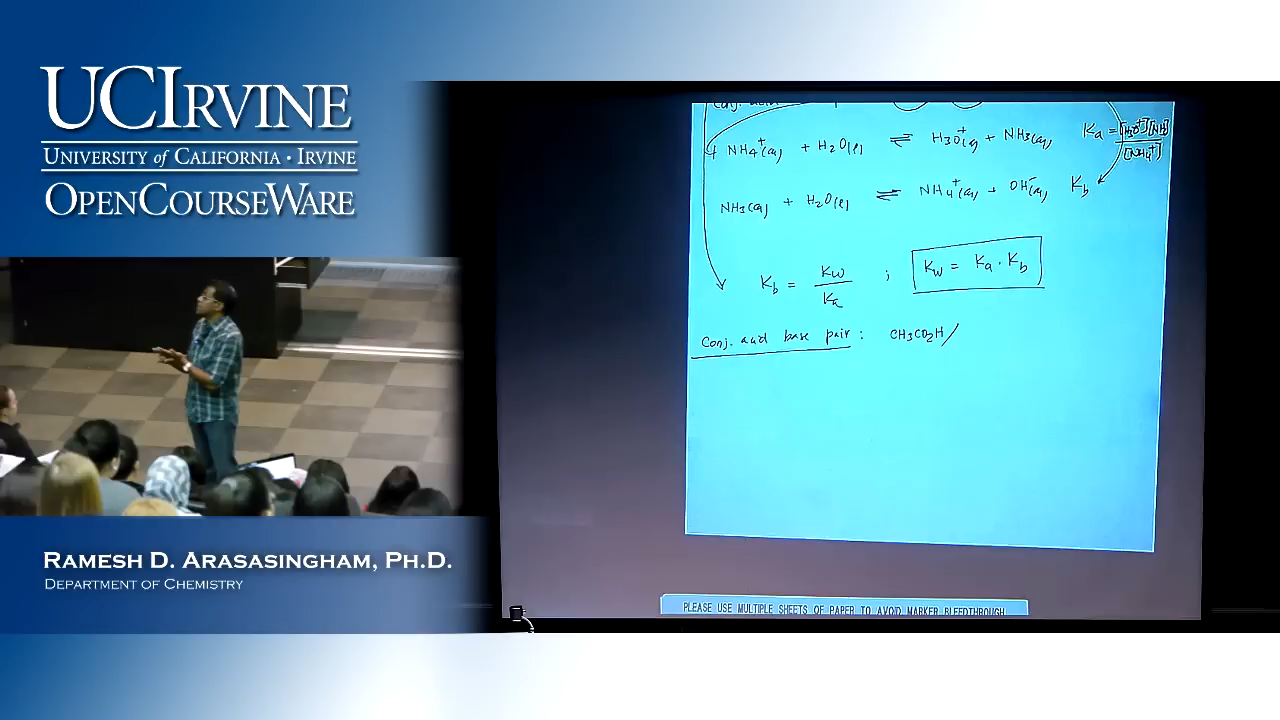 UCIRVINE
UNIVERSITY of CALIFORNIA · IRVINE
OPENCOURSEWARE
NH4+(aq) + H2O(l) ⇌ H3O+(aq) + NH3(aq) Ka = [H3O+][NH3] / [NH4+]
NH3(aq) + H2O(l) ⇌ NH4+(aq) + OH-(aq) Kb
Kb = Kw / Ka ; Kw = Ka · Kb
Conj. acid base pair : CH3CO2H/
PLEASE USE MULTIPLE SHEETS OF PAPER TO AVOID MARKER BLEEDTHROUGH
RAMESH D. ARASASINGHAM, PH.D.
DEPARTMENT OF CHEMISTRY